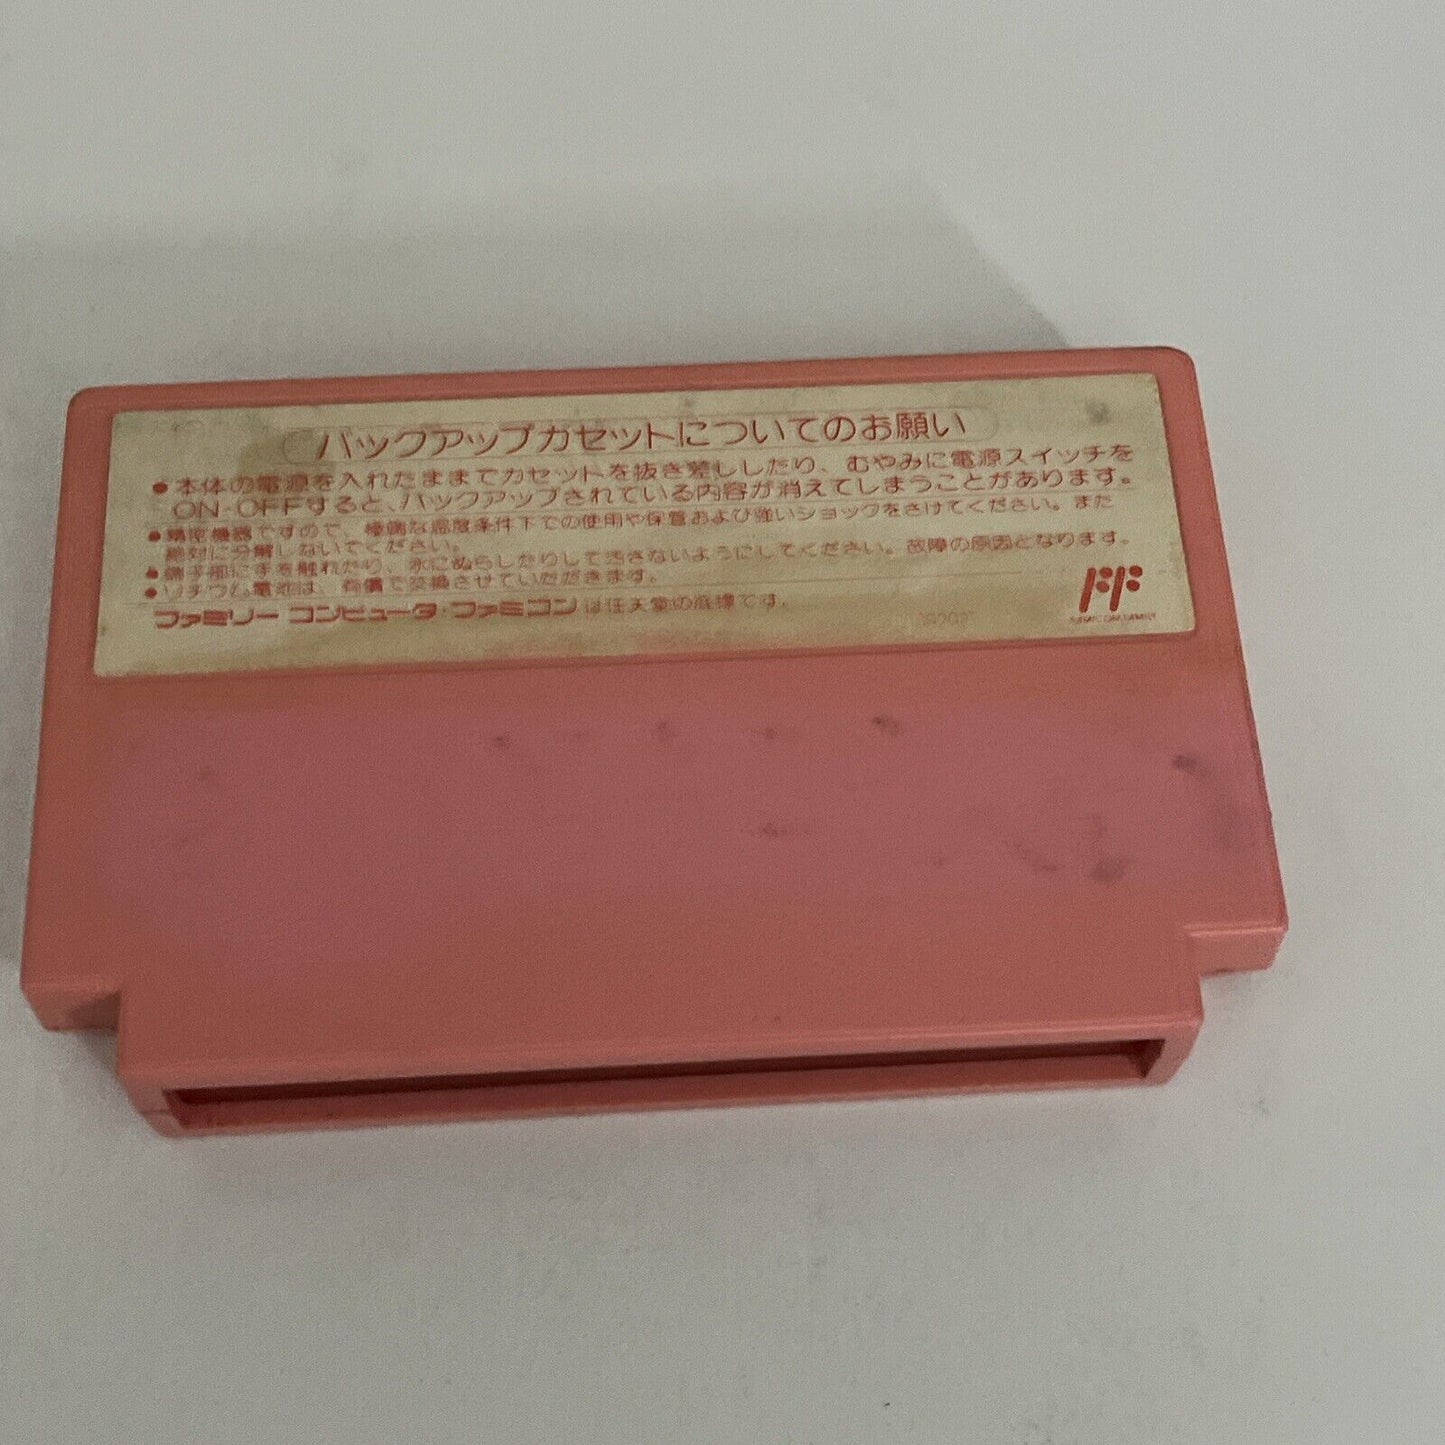 バックアップカセットについてのお願い
●本体の電源を入れたままでカセットを抜き差ししたり、むやみに電源スイッチを
ON-OFFすると、バックアップされている内容が消えてしまうことがあります。
●精密機器ですので、極端な温度条件下での使用や保管および強いショックをさけてください。また
絶対に分解しないでください。
●端子部に手を触れたり、水にぬらしたりして汚さないようにしてください。故障の原因となります。
●リチウム電池は、有償で交換させていただきます。
ファミリーコンピュータ・ファミコンは任天堂の商標です。
FAMICOM FAMILY